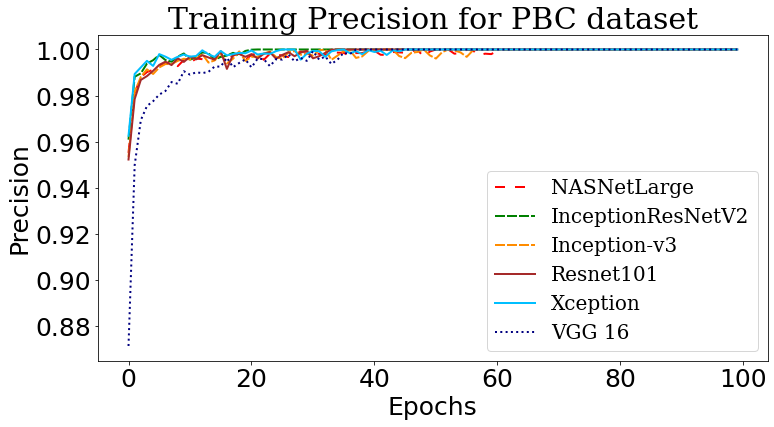 Training Precision for PBC dataset
1.00
0.98
0.96
0.94
0.92
0.90
0.88
Precision
NASNetLarge
InceptionResNetV2
Inception-v3
Resnet101
Xception
VGG 16
0 20 40 60 80 100
Epochs